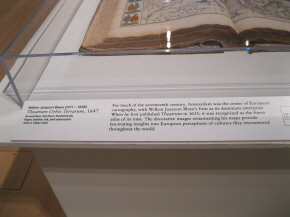 Willem Janszoon Blaeu (1571 – 1638)
Theatrum Orbis Terrarum, 1647
Amsterdam, Northern Netherlands
For much of the seventeenth century, Amsterdam was the center of European
cartography, with Willem Janszoon Blaeu's firm as its dominant enterprise.
When he first published Theatrum in 1635, it was recognized as the finest
atlas of its time. The decorative images ornamenting his maps provide
fascinating insights into European perceptions of cultures they encountered
throughout the world.